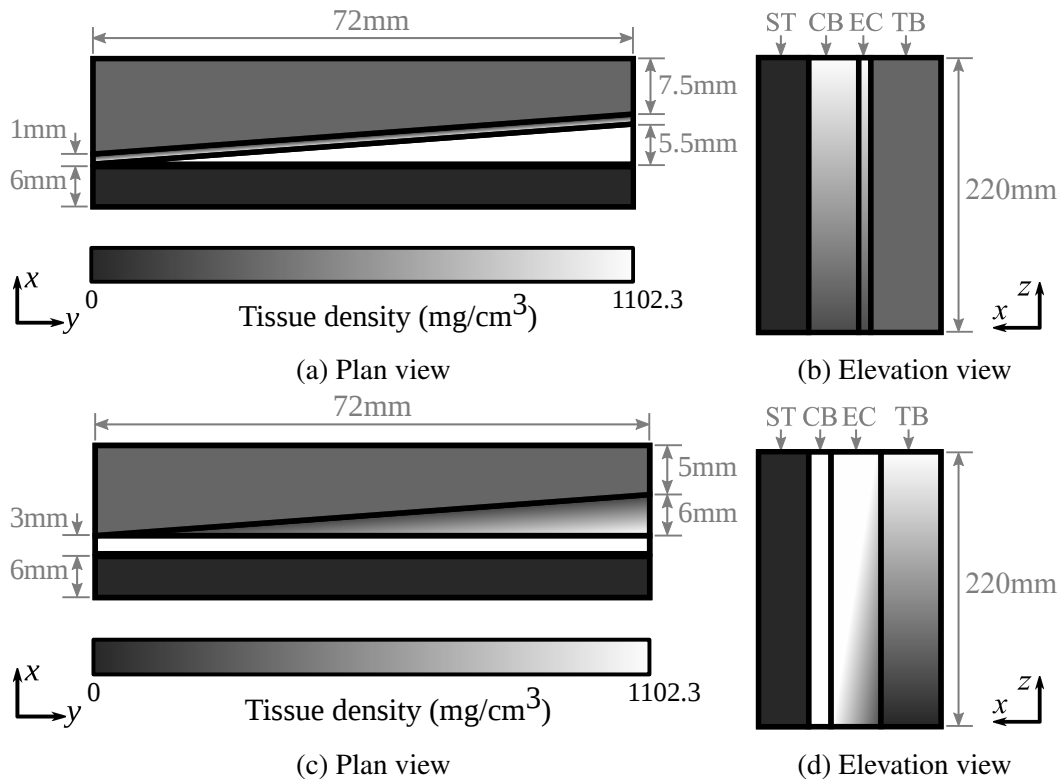 72mm
ST CB EC TB
7.5mm
1mm
5.5mm
6mm
220mm
x
y
0
1102.3
Tissue density (mg/cm3)
z
x
(a) Plan view
(b) Elevation view
72mm
ST CB EC TB
5mm
3mm
6mm
6mm
220mm
x
y
0
1102.3
Tissue density (mg/cm3)
z
x
(c) Plan view
(d) Elevation view